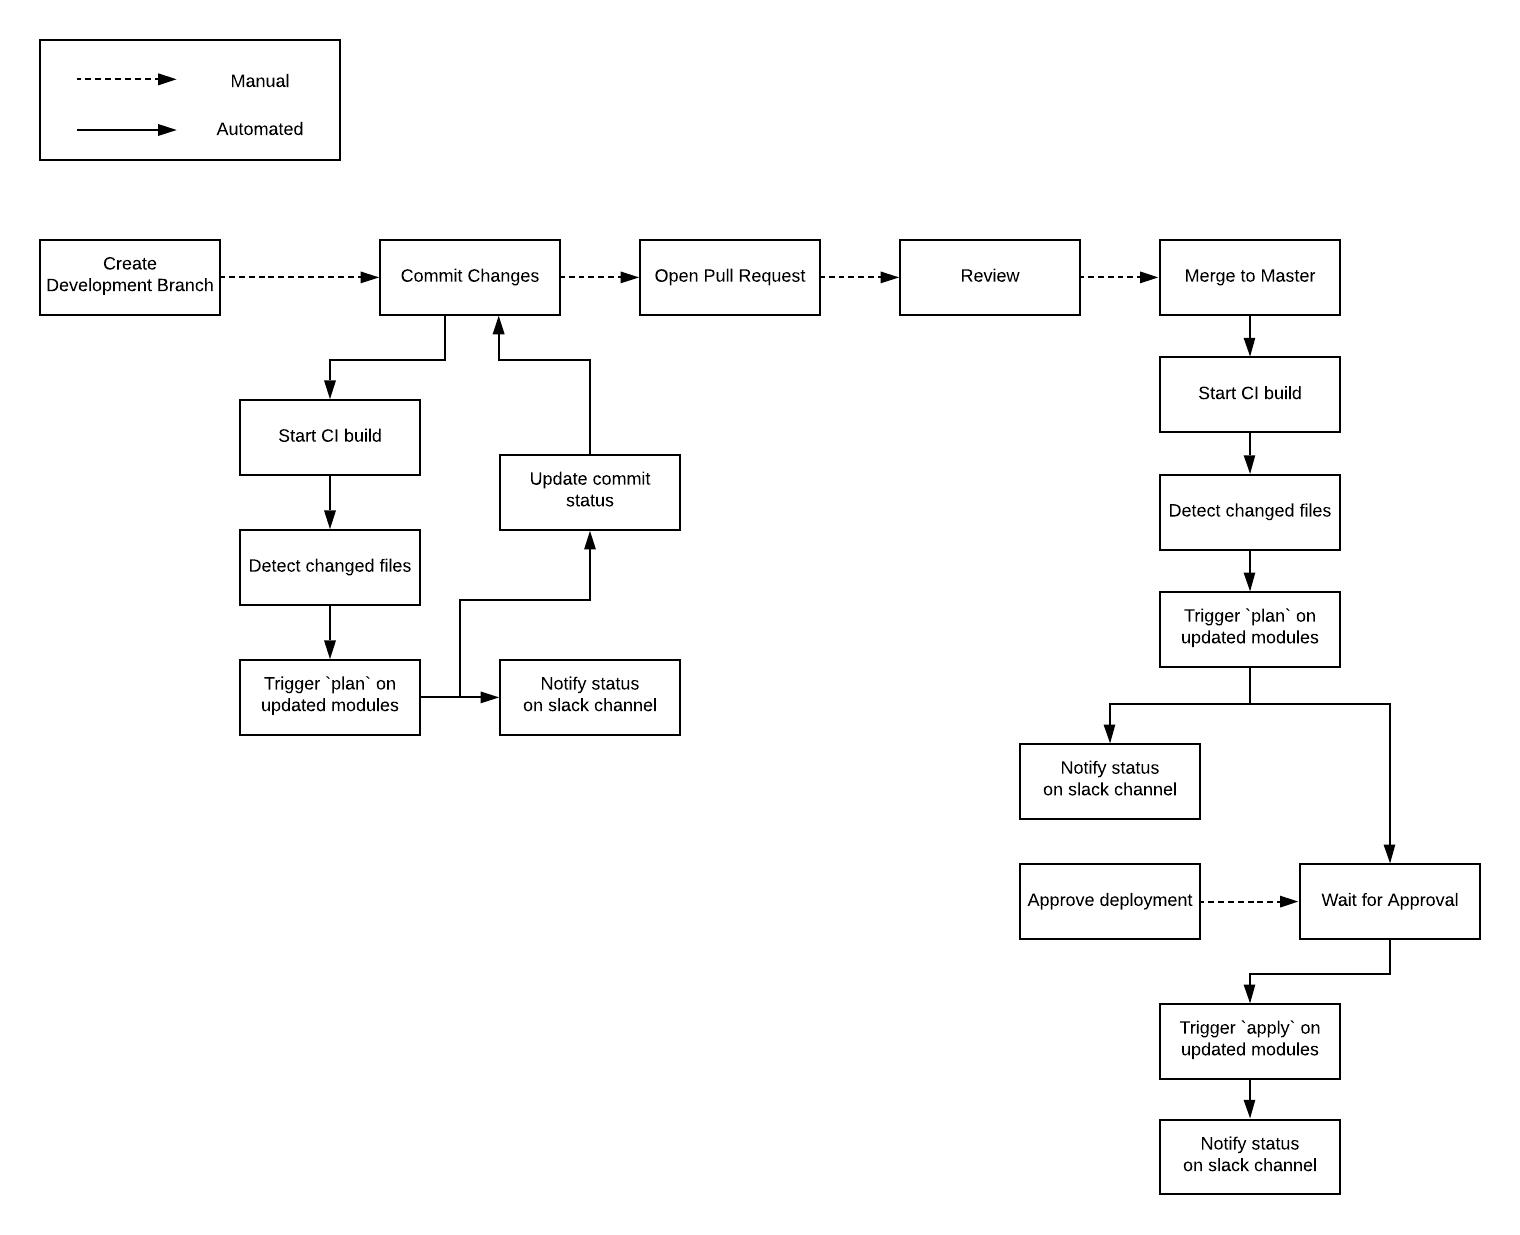 Manual
Automated
Create
Development Branch
Commit Changes
Open Pull Request
Review
Merge to Master
Start CI build
Detect changed files
Trigger `plan` on
updated modules
Update commit
status
Notify status
on slack channel
Start CI build
Detect changed files
Trigger `plan` on
updated modules
Notify status
on slack channel
Approve deployment
Wait for Approval
Trigger `apply` on
updated modules
Notify status
on slack channel